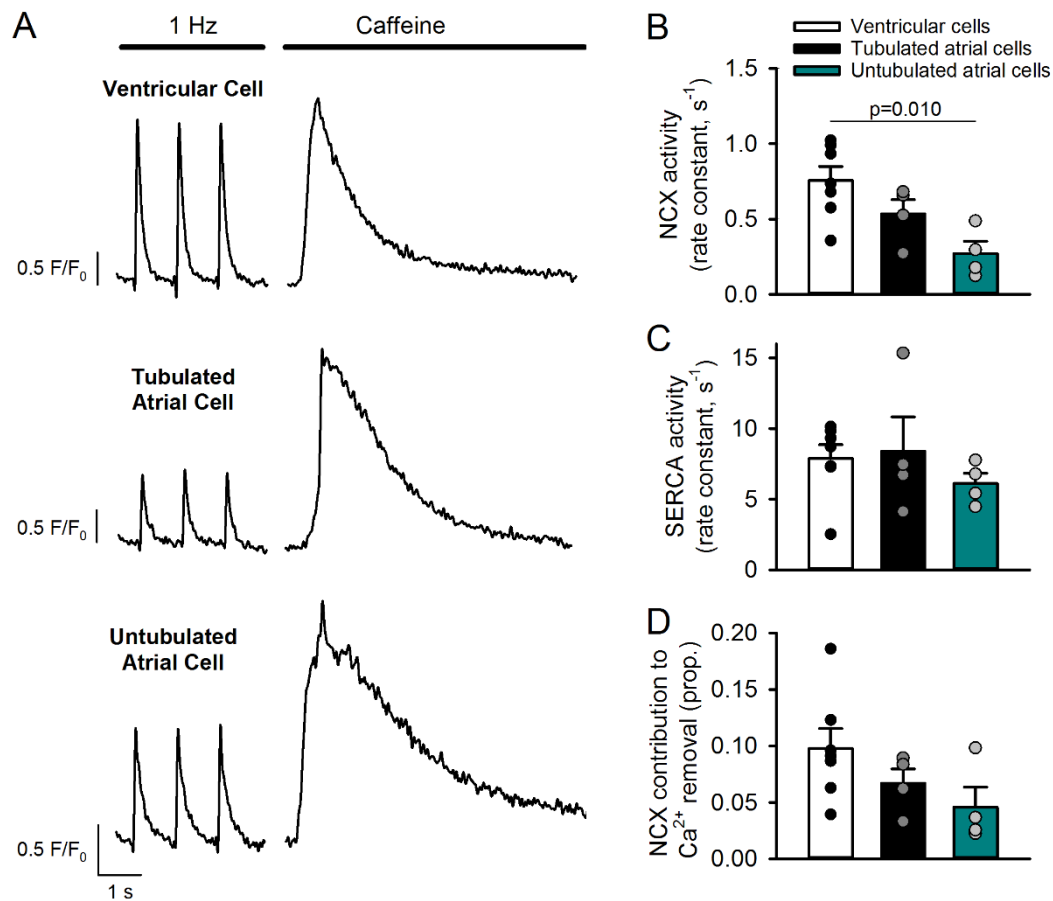 A
1 Hz
Caffeine
Ventricular Cell
0.5 F/F₀
Tubulated
Atrial Cell
0.5 F/F₀
Untubulated
Atrial Cell
0.5 F/F₀
1 s
B
Ventricular cells
Tubulated atrial cells
Untubulated atrial cells
NCX activity
(rate constant, s⁻¹)
1.5
1.0
0.5
0.0
p=0.010
C
SERCA activity
(rate constant, s⁻¹)
15
10
5
0
D
NCX contribution to
Ca²⁺ removal (prop.)
0.20
0.15
0.10
0.05
0.00